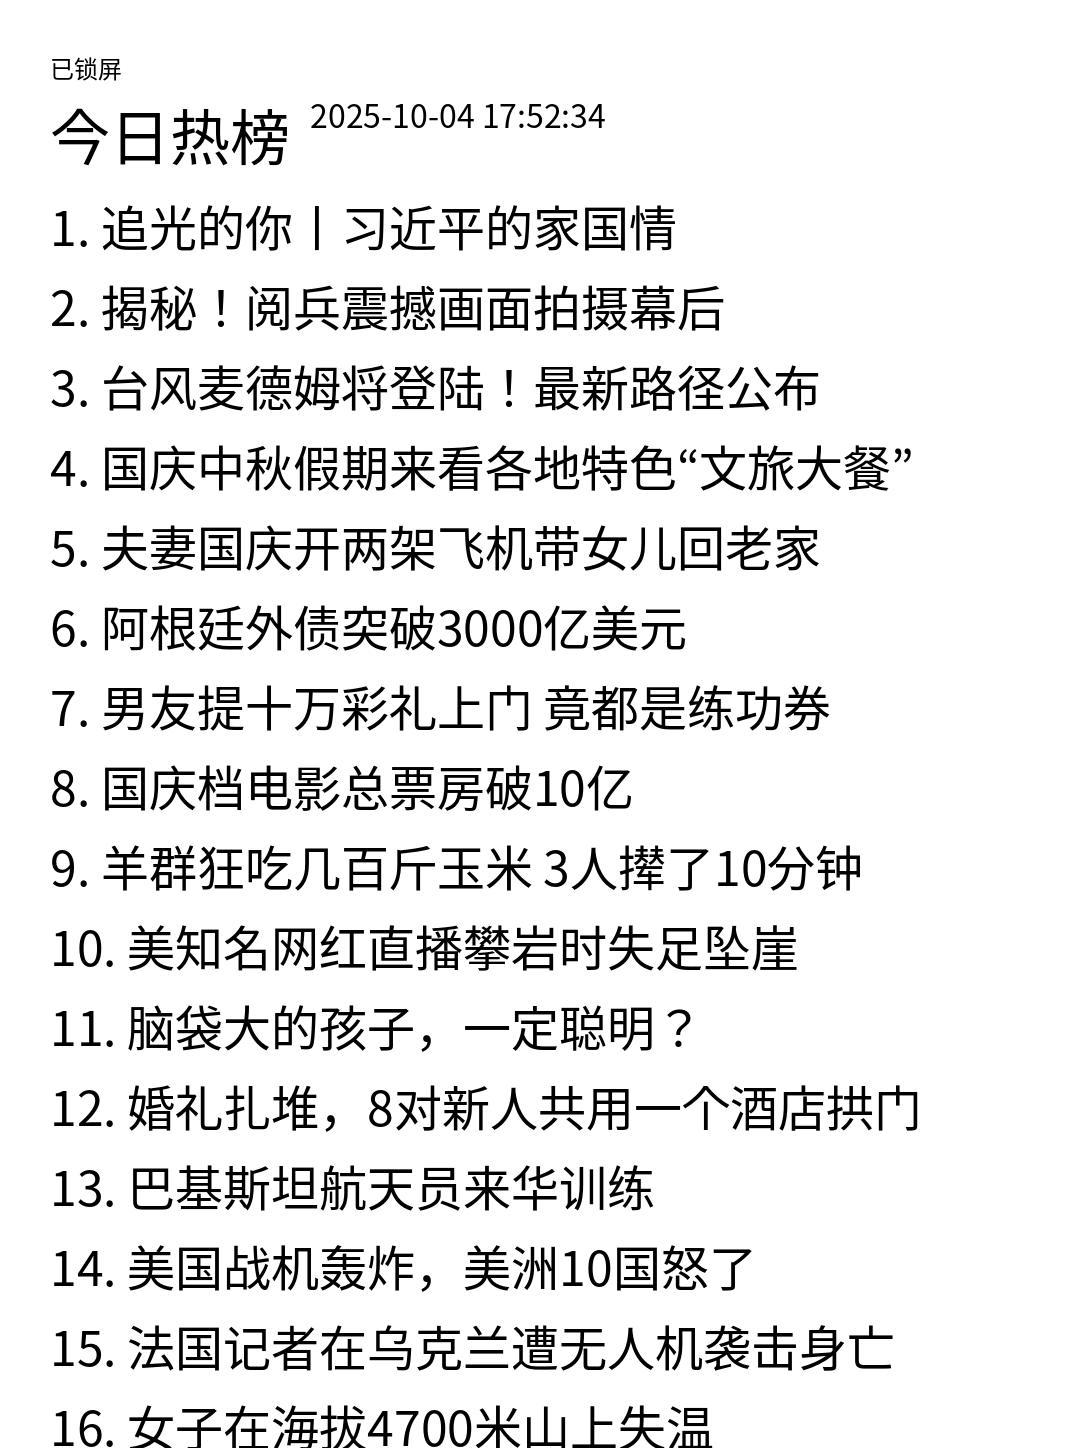 已锁屏
今日热榜 2025-10-04 17:52:34
1. 追光的你丨习近平的家国情
2. 揭秘！阅兵震撼画面拍摄幕后
3. 台风麦德姆将登陆！最新路径公布
4. 国庆中秋假期来看各地特色“文旅大餐”
5. 夫妻国庆开两架飞机带女儿回老家
6. 阿根廷外债突破3000亿美元
7. 男友提十万彩礼上门 竟都是练功券
8. 国庆档电影总票房破10亿
9. 羊群狂吃几百斤玉米 3人撵了10分钟
10. 美知名网红直播攀岩时失足坠崖
11. 脑袋大的孩子，一定聪明？
12. 婚礼扎堆，8对新人共用一个酒店拱门
13. 巴基斯坦航天员来华训练
14. 美国战机轰炸，美洲10国怒了
15. 法国记者在乌克兰遭无人机袭击身亡
16. 女子在海拔4700米山上失温